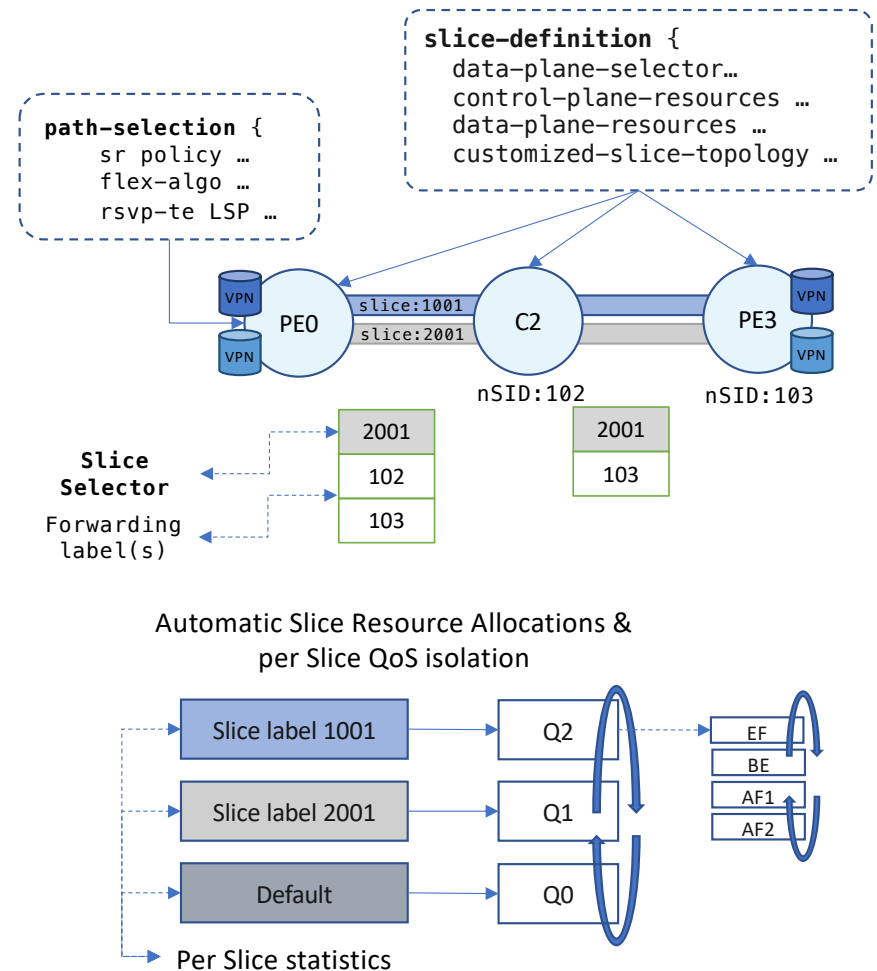 slice-definition {
data-plane-selector…
control-plane-resources …
data-plane-resources …
customized-slice-topology …
path-selection {
sr policy …
flex-algo …
rsvp-te LSP …
VPN
VPN
PE0
slice:1001
slice:2001
C2
PE3
VPN
VPN
nSID:102
nSID:103
Slice
Selector
Forwarding
label(s)
2001
102
103
2001
103
Automatic Slice Resource Allocations &
per Slice QoS isolation
Slice label 1001
Q2
EF
BE
AF1
AF2
Slice label 2001
Q1
Default
Q0
Per Slice statistics